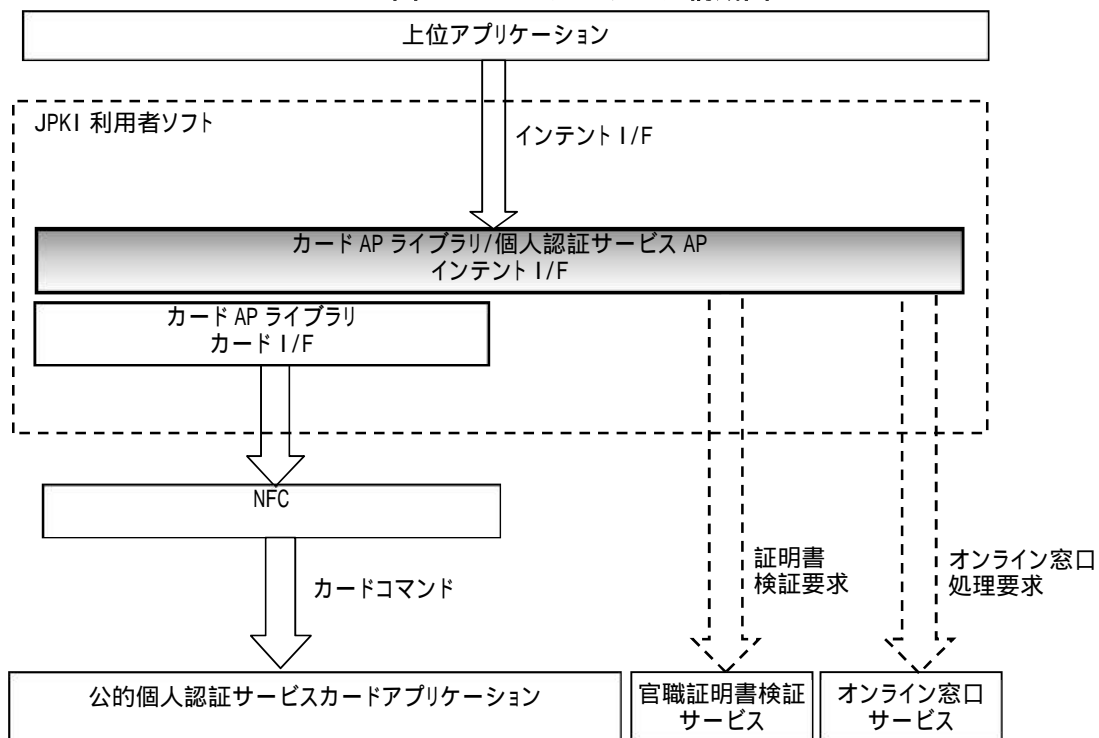 上位アプリケーション
JPKI 利用者ソフト
インテント I/F
カード AP ライブラリ/個人認証サービス AP
インテント I/F
カード AP ライブラリ
カード I/F
NFC
カードコマンド
証明書
検証要求
オンライン窓口
処理要求
公的個人認証サービスカードアプリケーション
官職証明書検証
サービス
オンライン窓口
サービス